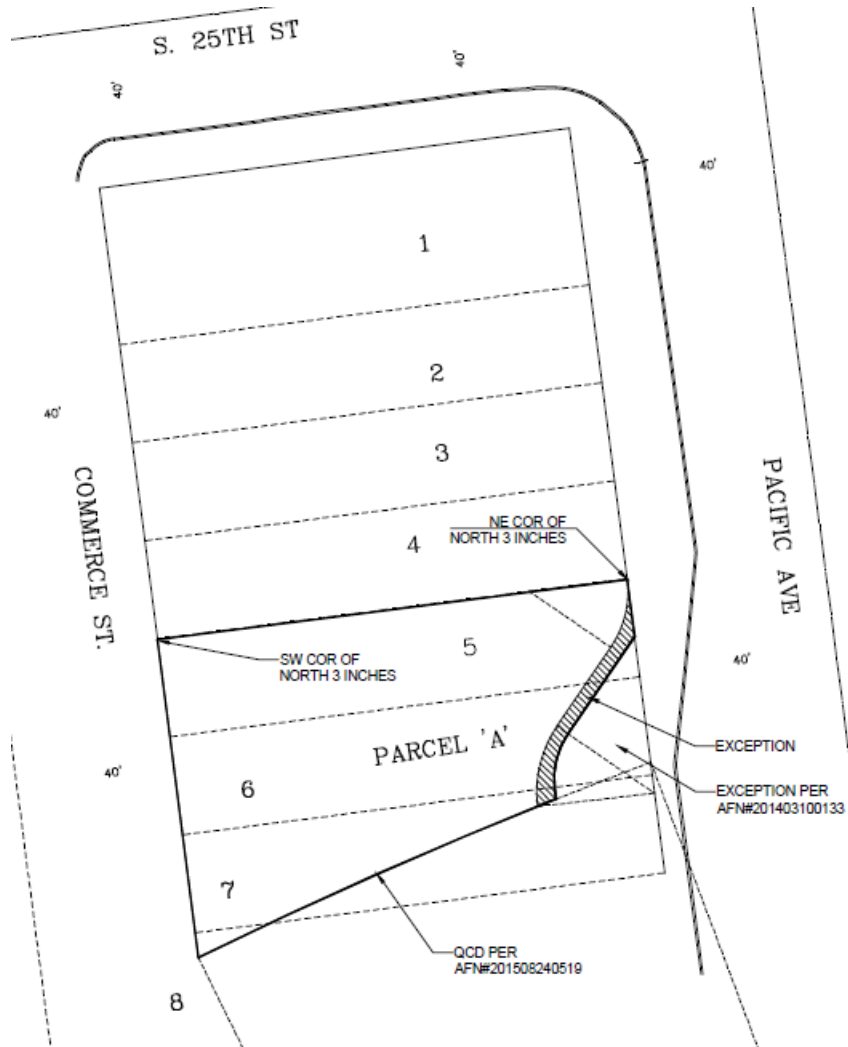 S. 25TH ST
40'
40'
40'
1
2
40'
3
COMMERCE ST.
PACIFIC AVE
NE COR OF
NORTH 3 INCHES
4
5
SW COR OF
NORTH 3 INCHES
40'
PARCEL 'A'
EXCEPTION
40'
6
EXCEPTION PER
AFN#201403100133
7
QCD PER
AFN#201508240519
8